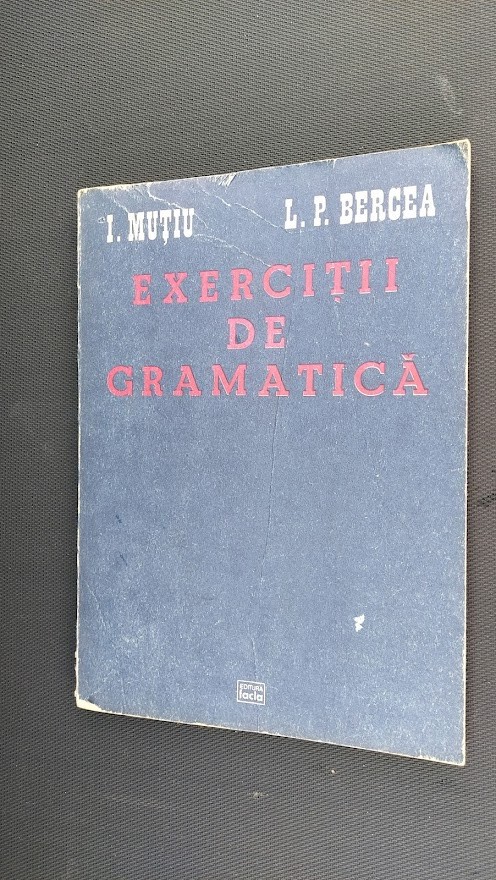 I. MUȚIU L. P. BERCEA
EXERCIȚII
DE
GRAMATICĂ
EDITURA
facla